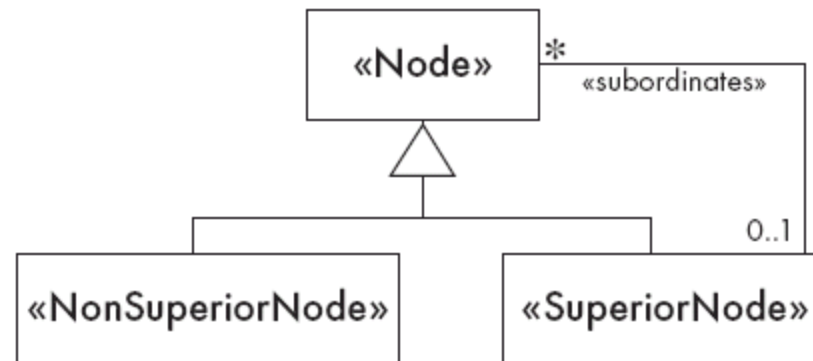 «Node»
*
«subordinates»
0..1
«NonSuperiorNode»
«SuperiorNode»